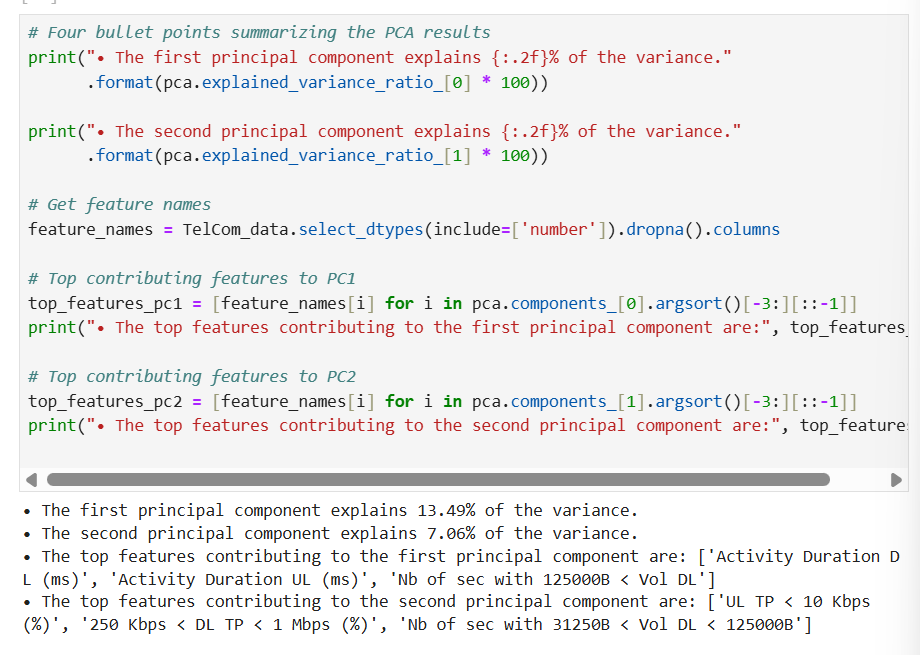 # Four bullet points summarizing the PCA results
print("• The first principal component explains {:.2f}% of the variance."
      .format(pca.explained_variance_ratio_[0] * 100))
print("• The second principal component explains {:.2f}% of the variance."
      .format(pca.explained_variance_ratio_[1] * 100))
# Get feature names
feature_names = TelCom_data.select_dtypes(include=['number']).dropna().columns
# Top contributing features to PC1
top_features_pc1 = [feature_names[i] for i in pca.components_[0].argsort()[-3:][::-1]]
print("• The top features contributing to the first principal component are:", top_features_
# Top contributing features to PC2
top_features_pc2 = [feature_names[i] for i in pca.components_[1].argsort()[-3:][::-1]]
print("• The top features contributing to the second principal component are:", top_feature
• The first principal component explains 13.49% of the variance.
• The second principal component explains 7.06% of the variance.
• The top features contributing to the first principal component are: ['Activity Duration D
L (ms)', 'Activity Duration UL (ms)', 'Nb of sec with 125000B < Vol DL']
• The top features contributing to the second principal component are: ['UL TP < 10 Kbps
(%)', '250 Kbps < DL TP < 1 Mbps (%)', 'Nb of sec with 31250B < Vol DL < 125000B']